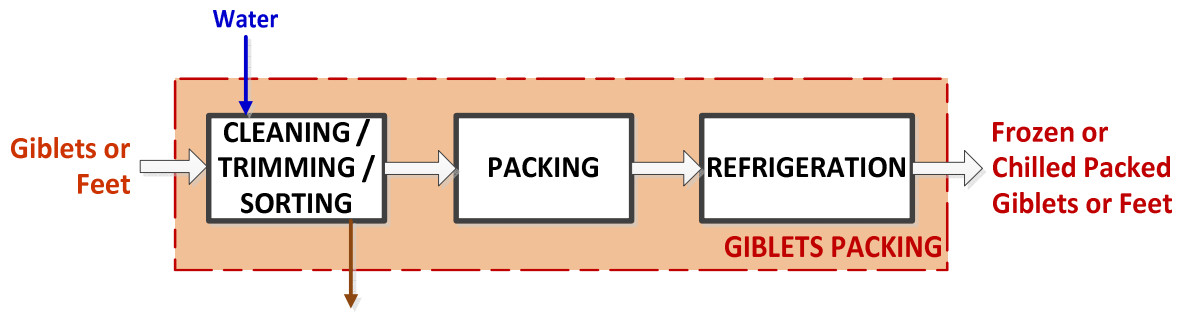 Water
Giblets or
Feet
CLEANING /
TRIMMING /
SORTING
PACKING
REFRIGERATION
Frozen or
Chilled Packed
Giblets or Feet
GIBLETS PACKING